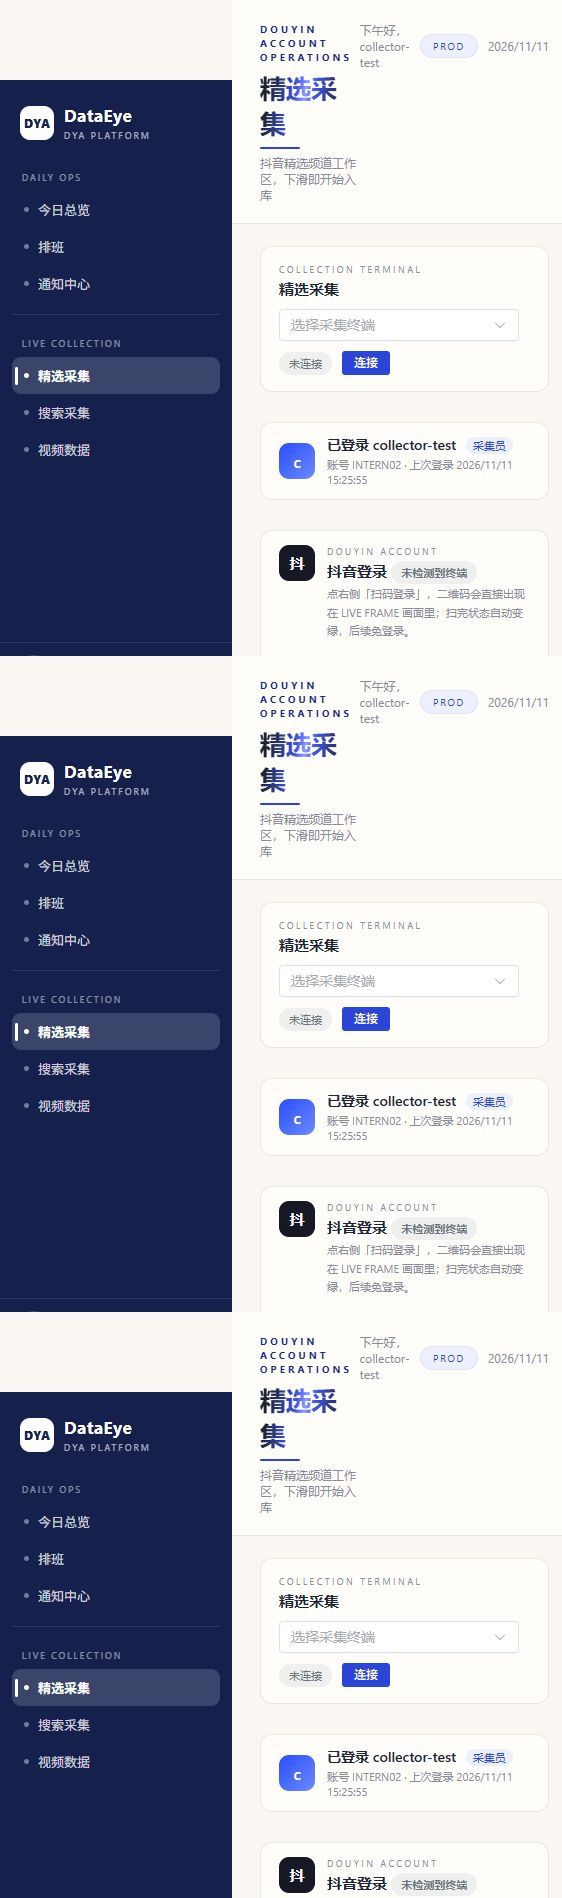 DYA
DataEye
DYA PLATFORM
DAILY OPS
今日总览
排班
通知中心
LIVE COLLECTION
精选采集
搜索采集
视频数据
DOUYIN
ACCOUNT
OPERATIONS
精选采
集
抖音精选频道工作
区，下滑即开始入
库
下午好，
collector-
test
PROD
2026/11/11
COLLECTION TERMINAL
精选采集
选择采集终端
未连接
连接
C
已登录 collector-test
采集员
账号 INTERN02 · 上次登录 2026/11/11
15:25:55
抖
DOUYIN ACCOUNT
抖音登录
未检测到终端
点右侧「扫码登录」，二维码会直接出现
在 LIVE FRAME 画面里；扫完状态自动变
绿，后续免登录。
DYA
DataEye
DYA PLATFORM
DAILY OPS
今日总览
排班
通知中心
LIVE COLLECTION
精选采集
搜索采集
视频数据
DOUYIN
ACCOUNT
OPERATIONS
精选采
集
抖音精选频道工作
区，下滑即开始入
库
下午好，
collector-
test
PROD
2026/11/11
COLLECTION TERMINAL
精选采集
选择采集终端
未连接
连接
C
已登录 collector-test
采集员
账号 INTERN02 · 上次登录 2026/11/11
15:25:55
抖
DOUYIN ACCOUNT
抖音登录
未检测到终端
点右侧「扫码登录」，二维码会直接出现
在 LIVE FRAME 画面里；扫完状态自动变
绿，后续免登录。
DYA
DataEye
DYA PLATFORM
DAILY OPS
今日总览
排班
通知中心
LIVE COLLECTION
精选采集
搜索采集
视频数据
DOUYIN
ACCOUNT
OPERATIONS
精选采
集
抖音精选频道工作
区，下滑即开始入
库
下午好，
collector-
test
PROD
2026/11/11
COLLECTION TERMINAL
精选采集
选择采集终端
未连接
连接
C
已登录 collector-test
采集员
账号 INTERN02 · 上次登录 2026/11/11
15:25:55
抖
DOUYIN ACCOUNT
抖音登录
未检测到终端